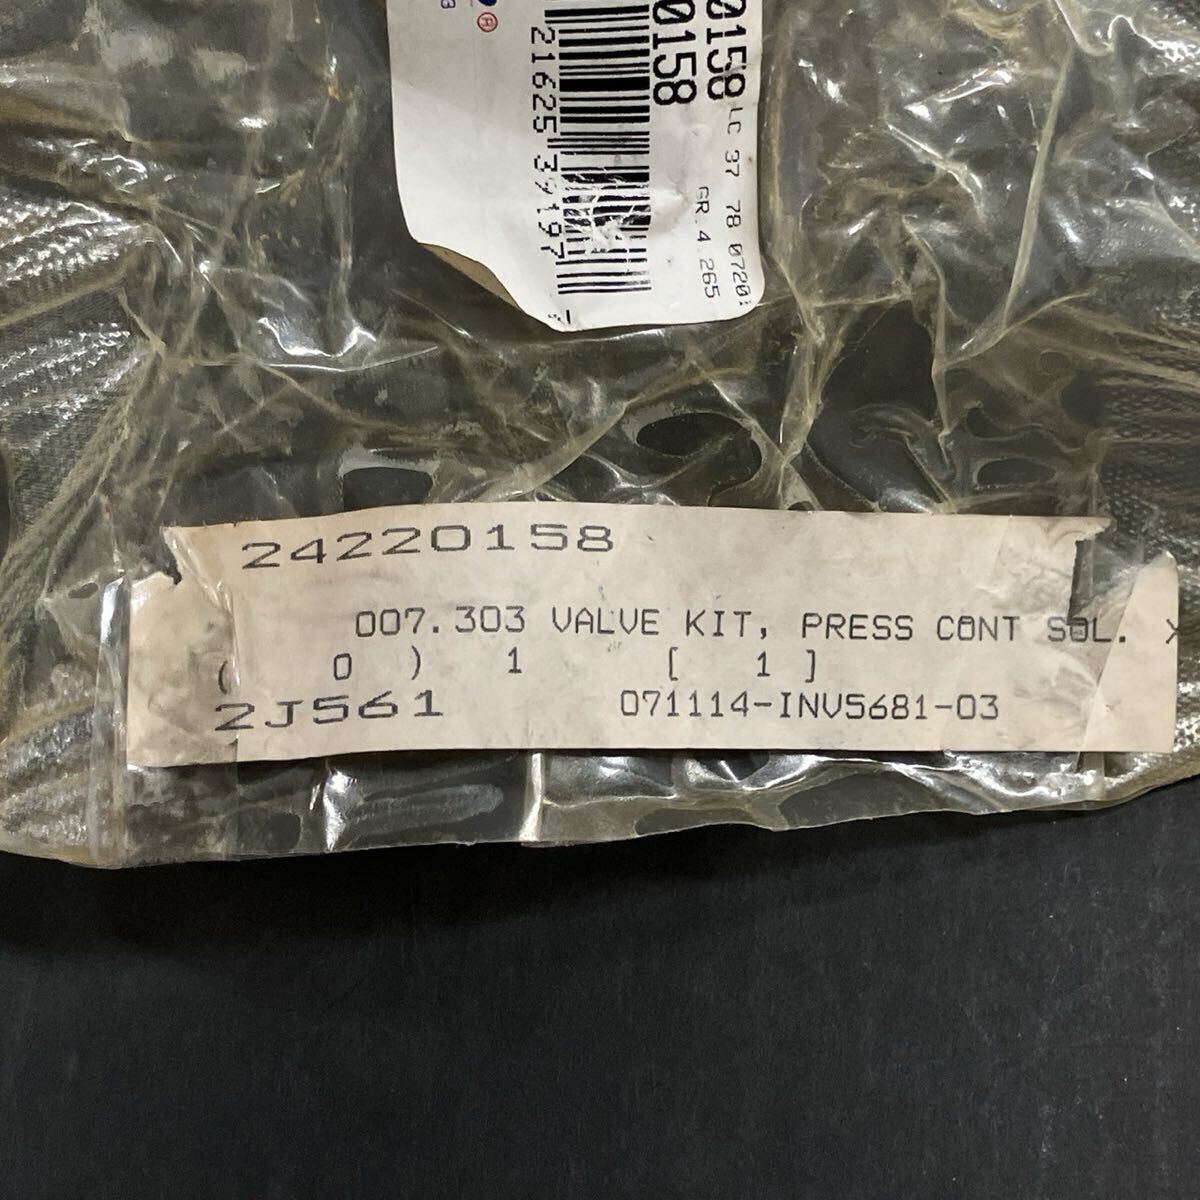 0158
0158
LC 37 78 0720
GR. 4.265
21625 39197
®
24220158
007.303 VALVE KIT, PRESS CONT SOL.
( 0 ) 1 [ 1 ]
2J561 071114-INV5681-03